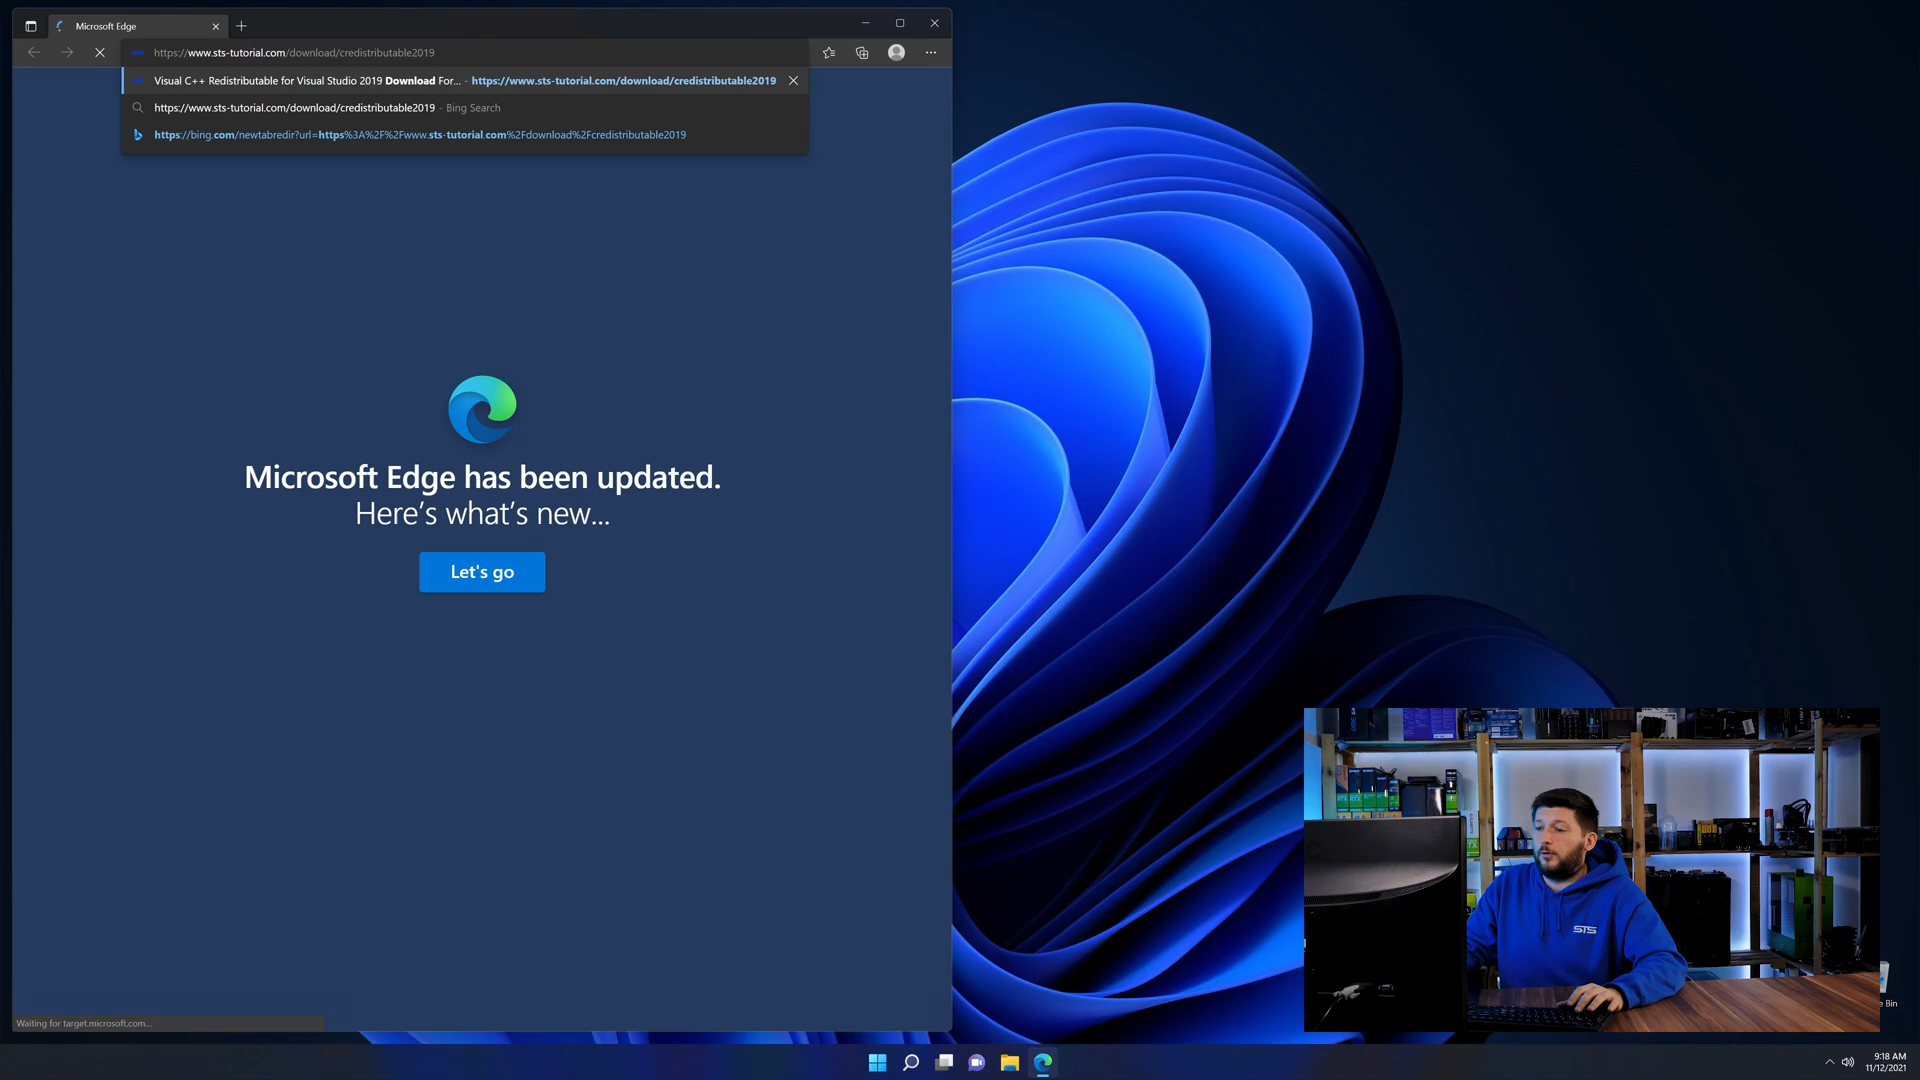 Microsoft Edge
https://www.sts-tutorial.com/download/credistributable2019
Visual C++ Redistributable for Visual Studio 2019 Download For... - https://www.sts-tutorial.com/download/credistributable2019
https://www.sts-tutorial.com/download/credistributable2019 - Bing Search
https://bing.com/newtabredir?url=https%3A%2F%2Fwww.sts-tutorial.com%2Fdownload%2Fcredistributable2019
Microsoft Edge has been updated.
Here's what's new...
Let's go
STS
e Bin
Waiting for target.microsoft.com...
9:18 AM
11/12/2021